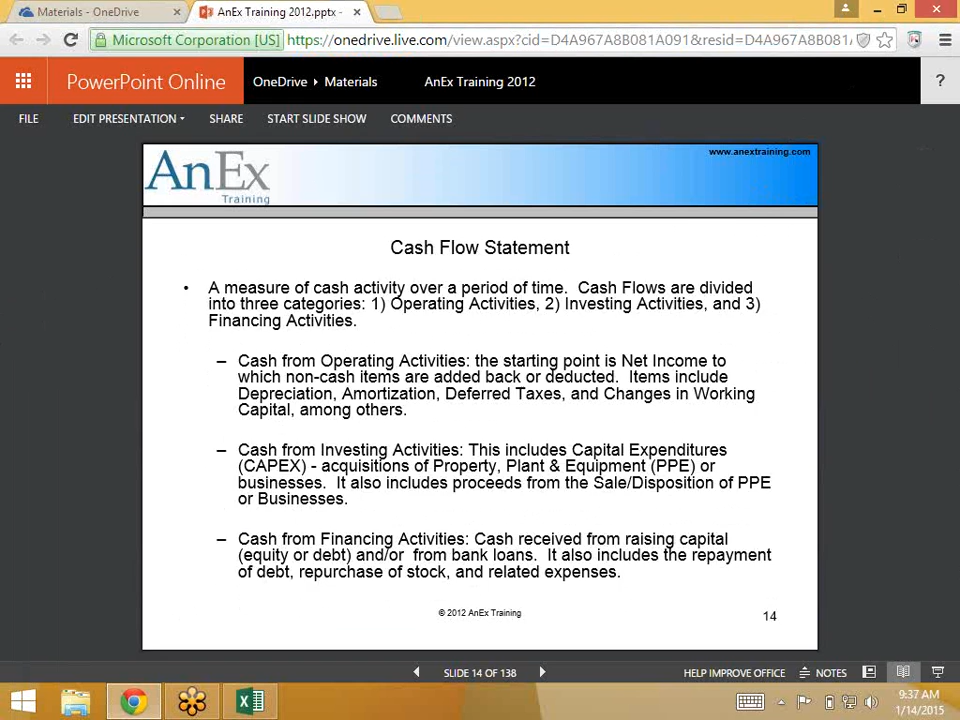 Materials - OneDrive
AnEx Training 2012.pptx -
Microsoft Corporation [US] https://onedrive.live.com/view.aspx?cid=D4A967A8B081A091&resid=D4A967A8B081
PowerPoint Online
OneDrive ▸ Materials
AnEx Training 2012
?
FILE
EDIT PRESENTATION
SHARE
START SLIDE SHOW
COMMENTS
www.anextraining.com
AnEx
Training
Cash Flow Statement
• A measure of cash activity over a period of time. Cash Flows are divided
into three categories: 1) Operating Activities, 2) Investing Activities, and 3)
Financing Activities.
– Cash from Operating Activities: the starting point is Net Income to
which non-cash items are added back or deducted. Items include
Depreciation, Amortization, Deferred Taxes, and Changes in Working
Capital, among others.
– Cash from Investing Activities: This includes Capital Expenditures
(CAPEX) - acquisitions of Property, Plant & Equipment (PPE) or
businesses. It also includes proceeds from the Sale/Disposition of PPE
or Businesses.
– Cash from Financing Activities: Cash received from raising capital
(equity or debt) and/or from bank loans. It also includes the repayment
of debt, repurchase of stock, and related expenses.
© 2012 AnEx Training
14
SLIDE 14 OF 138
HELP IMPROVE OFFICE
NOTES
9:37 AM
1/14/2015